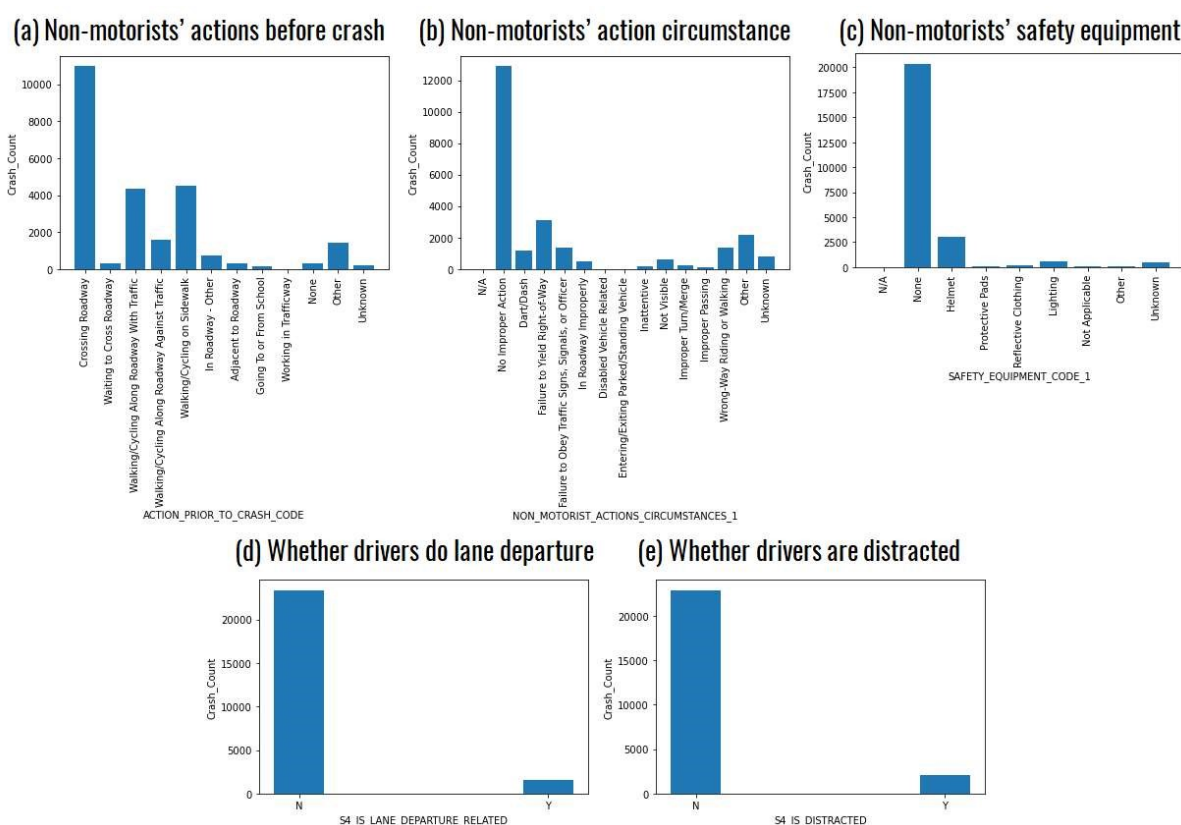 (a) Non-motorists’ actions before crash
10000
8000
6000
4000
2000
0
Crash_Count
Crossing Roadway
Waiting to Cross Roadway
Walking/Cycling Along Roadway With Traffic
Walking/Cycling Along Roadway Against Traffic
Walking/Cycling on Sidewalk
In Roadway - Other
Adjacent to Roadway
Going To or From School
Working in Trafficway
None
Other
Unknown
ACTION_PRIOR_TO_CRASH_CODE
(b) Non-motorists’ action circumstance
12000
10000
8000
6000
4000
2000
0
Crash_Count
N/A
No Improper Action
Dart/Dash
Failure to Yield Right-of-Way
Failure to Obey Traffic Signs, Signals, or Officer
In Roadway Improperly
Disabled Vehicle Related
Entering/Exiting Parked/Standing Vehicle
Inattentive
Not Visible
Improper Turn/Merge
Improper Passing
Wrong-Way Riding or Walking
Other
Unknown
NON_MOTORIST_ACTIONS_CIRCUMSTANCES_1
(c) Non-motorists’ safety equipment
20000
17500
15000
12500
10000
7500
5000
2500
0
Crash_Count
N/A
None
Helmet
Protective Pads
Reflective Clothing
Lighting
Not Applicable
Other
Unknown
SAFETY_EQUIPMENT_CODE_1
(d) Whether drivers do lane departure
20000
15000
10000
5000
0
Crash_Count
N
Y
S4_IS_LANE_DEPARTURE_RELATED
(e) Whether drivers are distracted
20000
15000
10000
5000
0
Crash_Count
N
Y
S4_IS_DISTRACTED